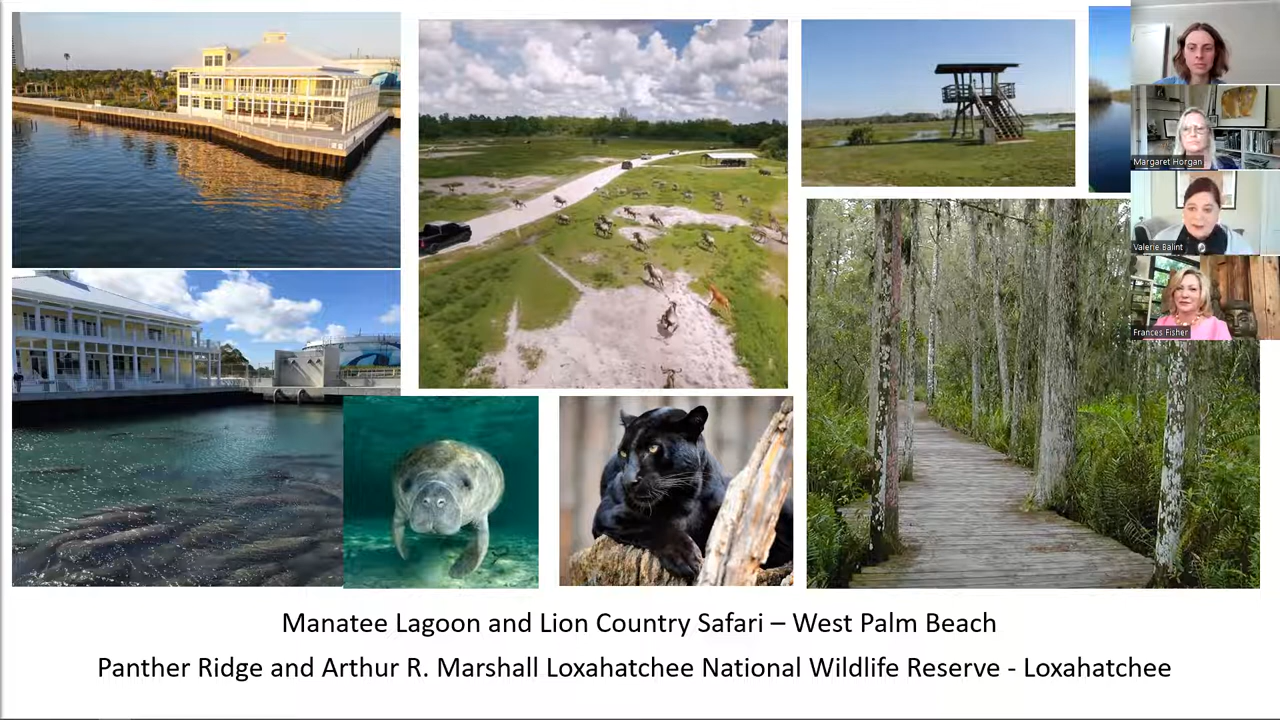 Margaret Horgan
Valerie Balint
Frances Fisher
Manatee Lagoon and Lion Country Safari – West Palm Beach
Panther Ridge and Arthur R. Marshall Loxahatchee National Wildlife Reserve - Loxahatchee